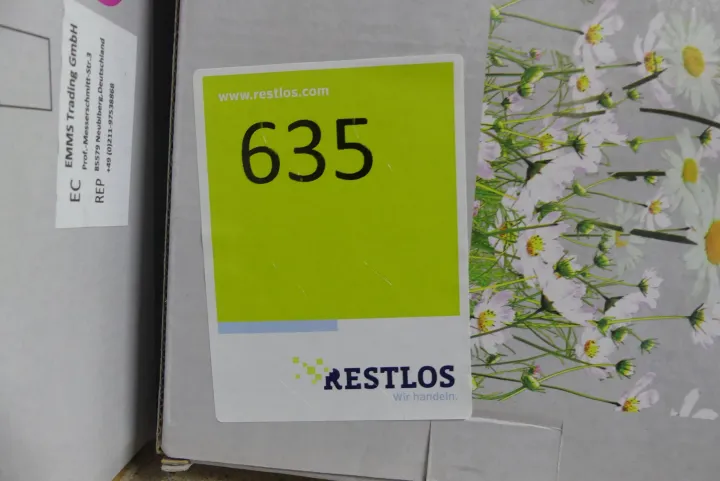 EC
REP
EMMS Trading GmbH
Prof.-Messerschmitt-Str.3
85579 Neubiberg,Deutschland
+49 (0)211-97538868
www.restlos.com
635
RESTLOS
Wir handeln.